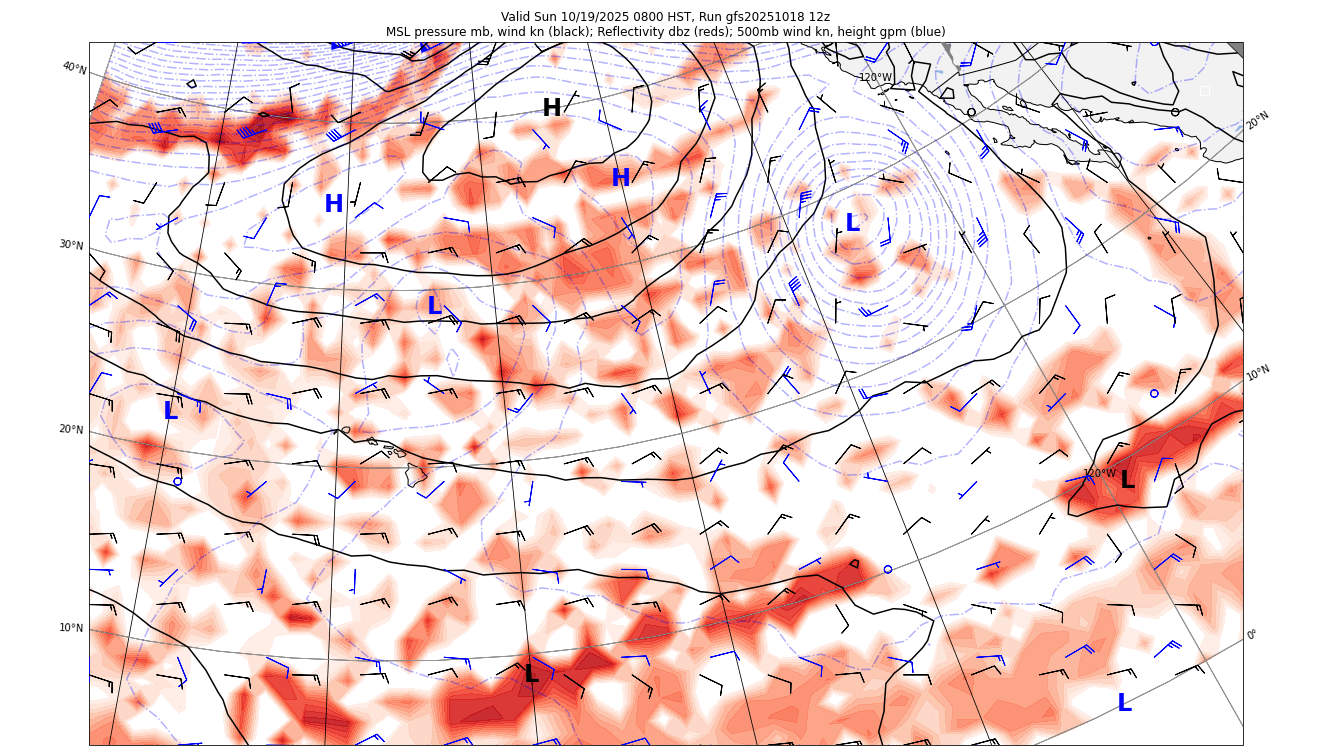 Valid Sun 10/19/2025 0800 HST, Run gfs20251018 12z
MSL pressure mb, wind kn (black); Reflectivity dbz (reds); 500mb wind kn, height gpm (blue)
40°N
120°W
H
20°N
H
H
L
30°N
L
10°N
L
20°N
120°W
L
10°N
0°
L
L